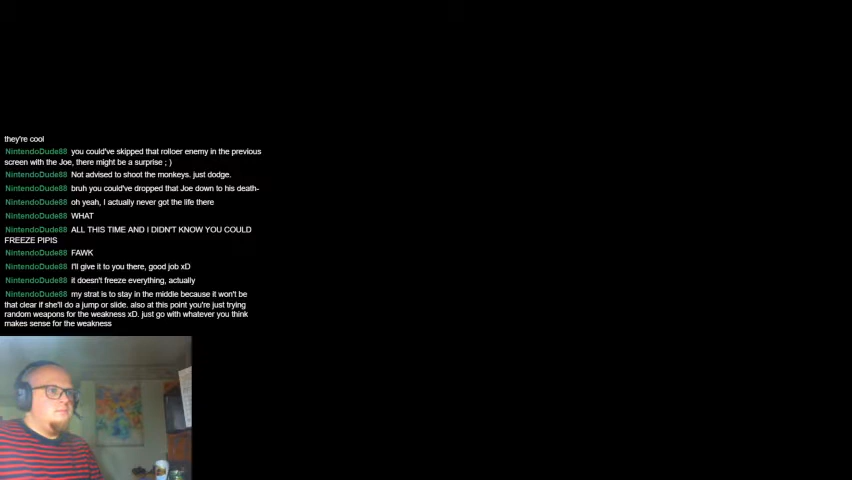 they're cool
NintendoDude88 you could've skipped that rolloer enemy in the previous
screen with the Joe, there might be a surprise ; )
NintendoDude88 Not advised to shoot the monkeys. just dodge.
NintendoDude88 bruh you could've dropped that Joe down to his death-
NintendoDude88 oh yeah, I actually never got the life there
NintendoDude88 WHAT
NintendoDude88 ALL THIS TIME AND I DIDN'T KNOW YOU COULD
FREEZE PIPIS
NintendoDude88 FAWK
NintendoDude88 I'll give it to you there, good job xD
NintendoDude88 it doesn't freeze everything, actually
NintendoDude88 my strat is to stay in the middle because it won't be
that clear if she'll do a jump or slide. also at this point you're just trying
random weapons for the weakness xD. just go with whatever you think
makes sense for the weakness